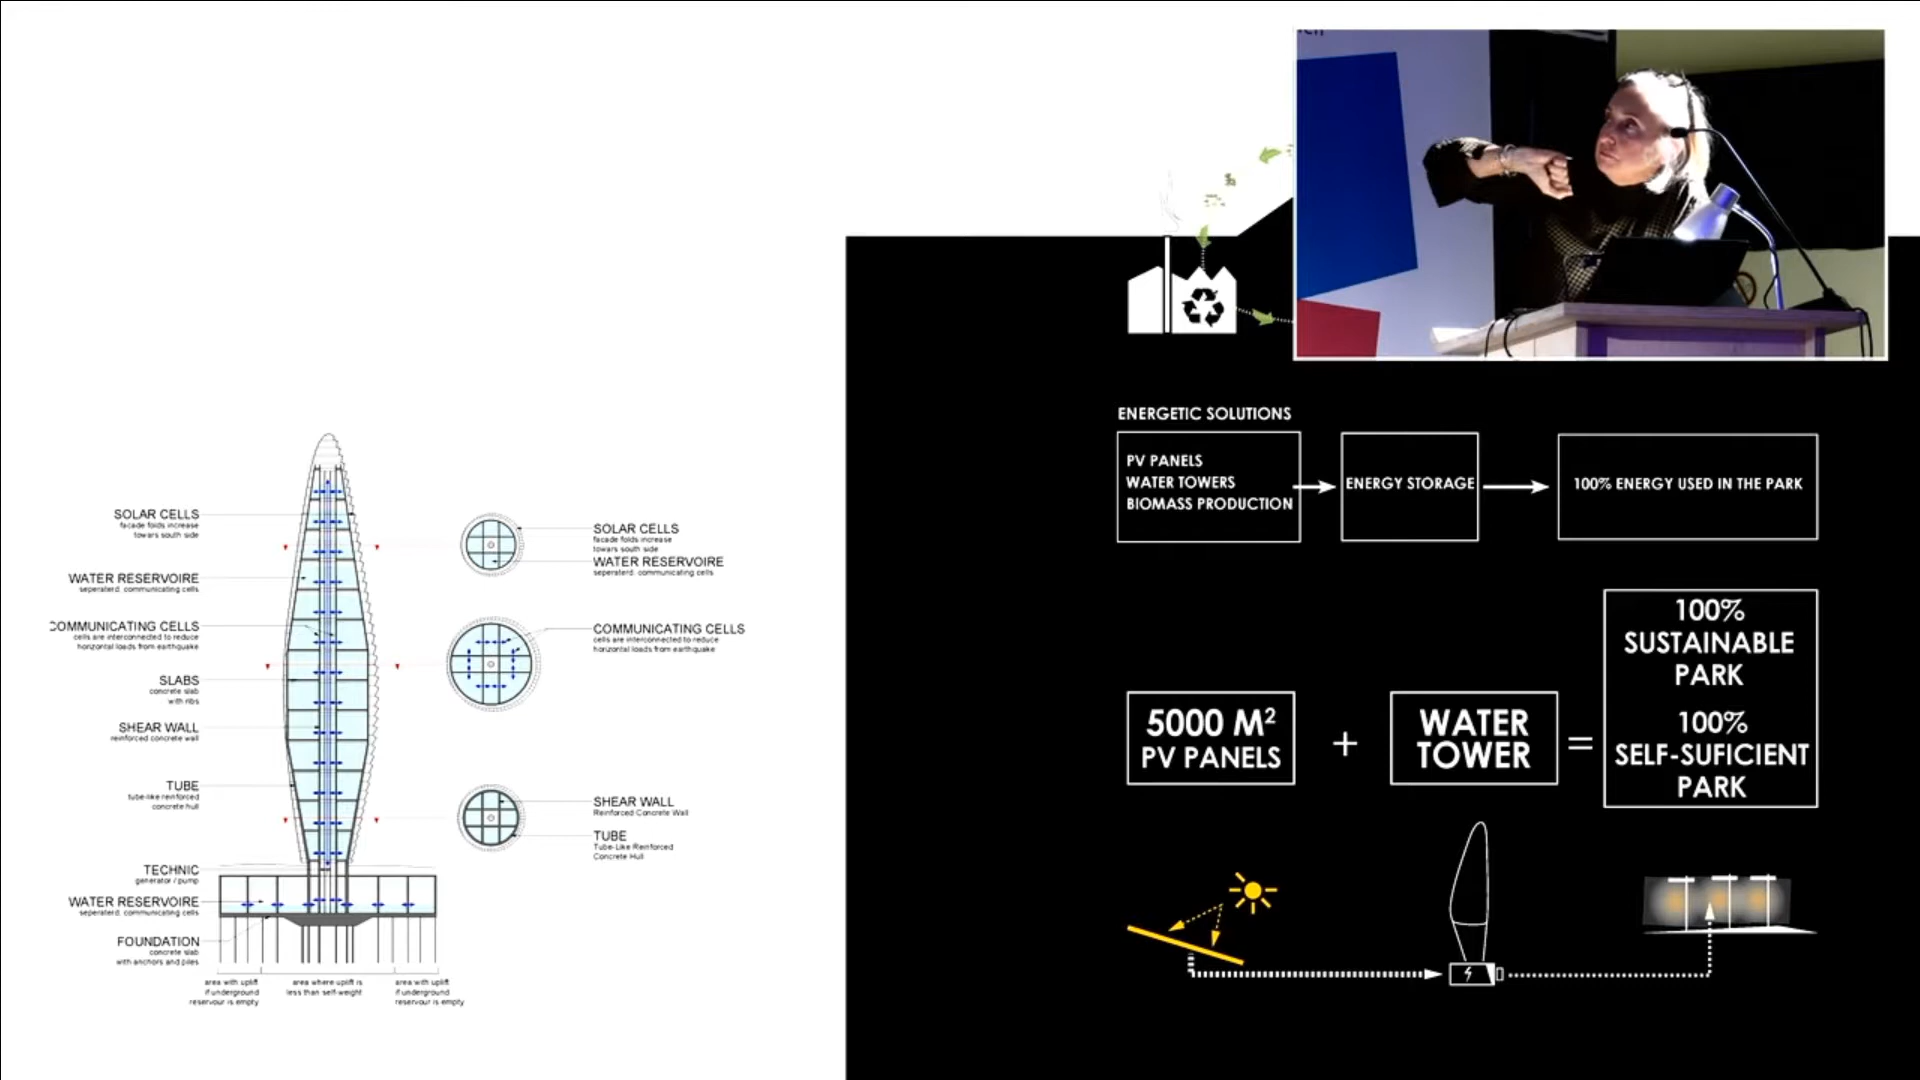 SOLAR CELLS
facade folds increase
towars south side
WATER RESERVOIRE
seperaterd communicating cells
COMMUNICATING CELLS
cells are interconnected to reduce
horizontal loads from earthquake
SLABS
concrete slab
with ribs
SHEAR WALL
reinforced concrete wall
TUBE
tube-like reinforced
concrete hull
TECHNIC
generator / pump
WATER RESERVOIRE
seperaterd communicating cells
FOUNDATION
concrete slab
with anchors and piles
area with uplift
if underground
reservour is empty
area where uplift is
less than self-weight
area with uplift
if underground
reservour is empty
SOLAR CELLS
facade folds increase
towars south side
WATER RESERVOIRE
seperaterd communicating cells
COMMUNICATING CELLS
cells are interconnected to reduce
horizontal loads from earthquake
SHEAR WALL
Reinforced Concrete Wall
TUBE
Tube-Like Reinforced
Concrete Hull
ENERGETIC SOLUTIONS
PV PANELS
WATER TOWERS
BIOMASS PRODUCTION
ENERGY STORAGE
100% ENERGY USED IN THE PARK
5000 M²
PV PANELS
+
WATER
TOWER
=
100%
SUSTAINABLE
PARK
100%
SELF-SUFICIENT
PARK